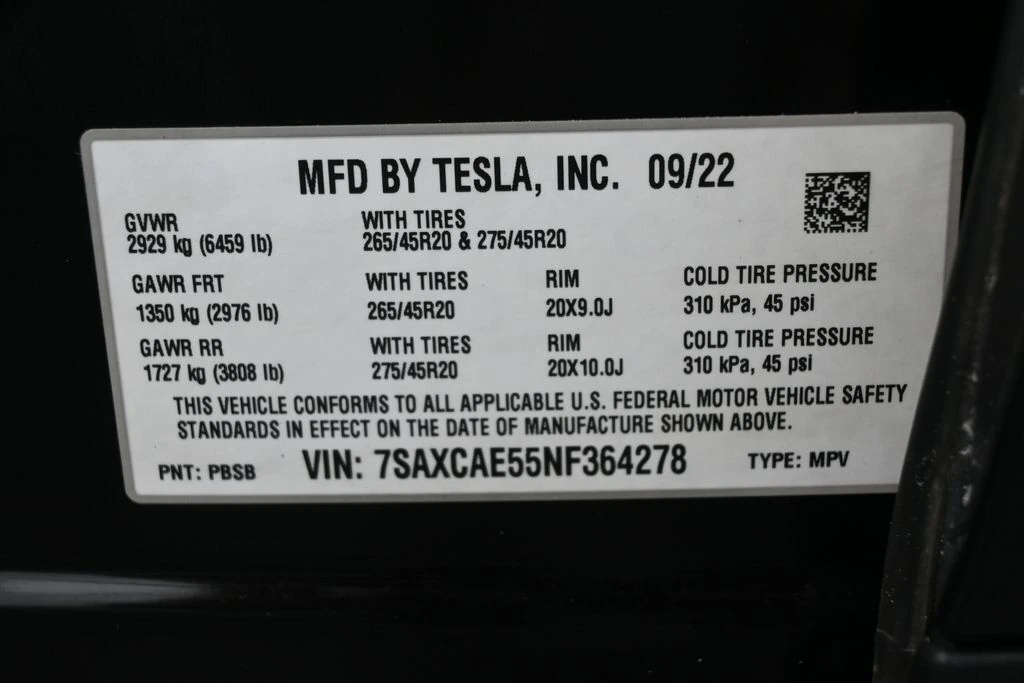 MFD BY TESLA, INC. 09/22
GVWR WITH TIRES
2929 kg (6459 lb) 265/45R20 & 275/45R20
GAWR FRT WITH TIRES RIM COLD TIRE PRESSURE
1350 kg (2976 lb) 265/45R20 20X9.0J 310 kPa, 45 psi
GAWR RR WITH TIRES RIM COLD TIRE PRESSURE
1727 kg (3808 lb) 275/45R20 20X10.0J 310 kPa, 45 psi
THIS VEHICLE CONFORMS TO ALL APPLICABLE U.S. FEDERAL MOTOR VEHICLE SAFETY
STANDARDS IN EFFECT ON THE DATE OF MANUFACTURE SHOWN ABOVE.
PNT: PBSB VIN: 7SAXCAE55NF364278 TYPE: MPV